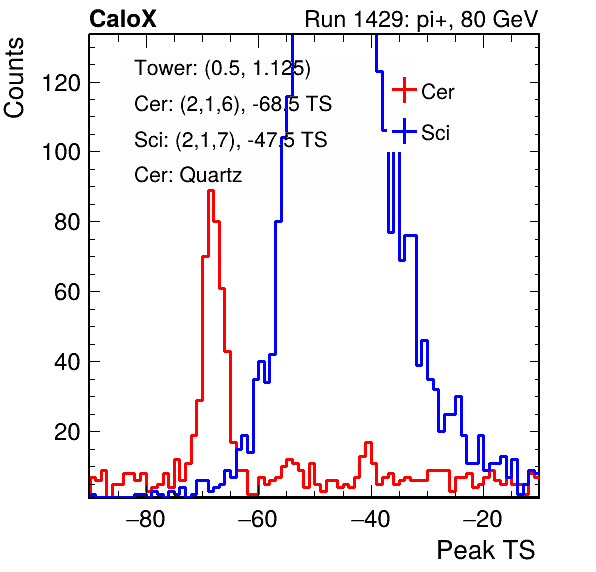 CaloX Run 1429: pi+, 80 GeV
Counts
Tower: (0.5, 1.125)
Cer: (2,1,6), -68.5 TS
Sci: (2,1,7), -47.5 TS
Cer: Quartz
Cer
Sci
120
100
80
60
40
20
−80 −60 −40 −20
Peak TS